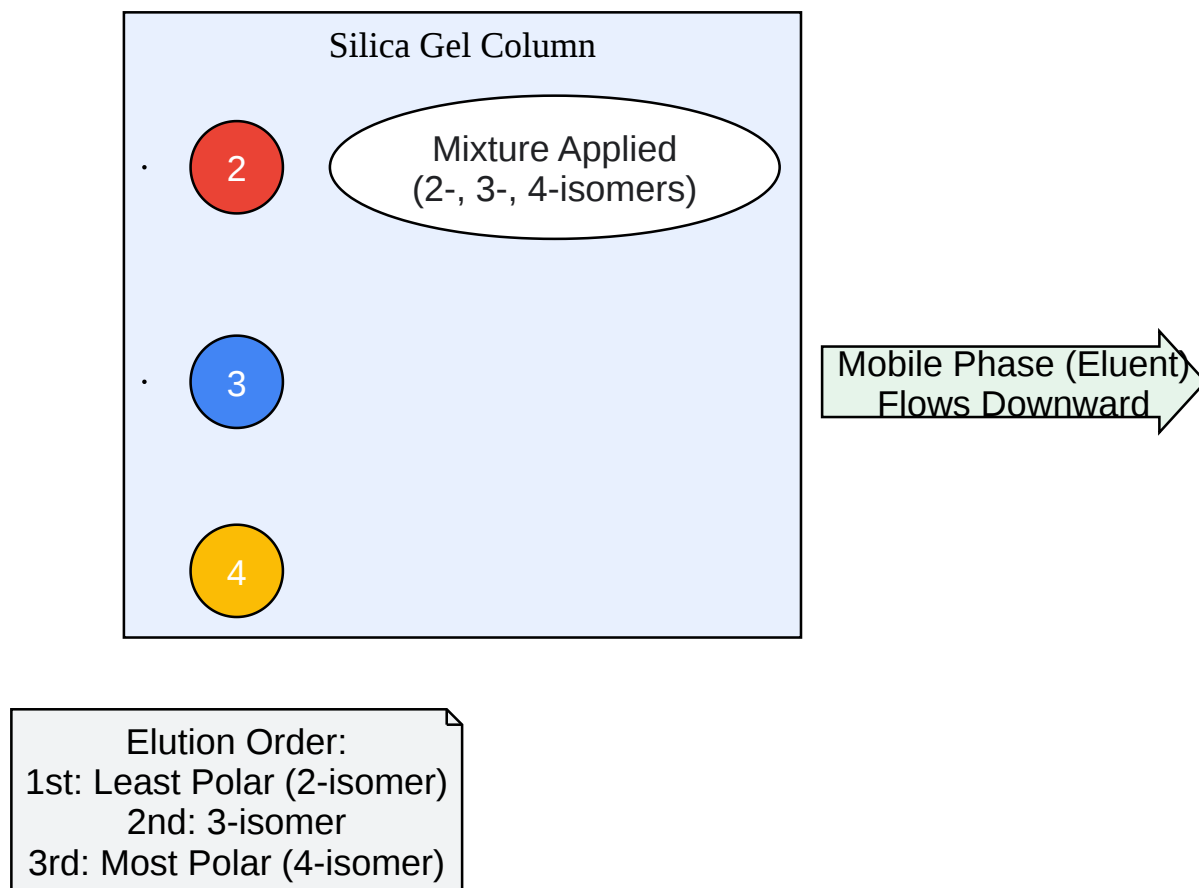 Silica Gel Column
2
Mixture Applied
(2-, 3-, 4-isomers)
3
Mobile Phase (Eluent)
Flows Downward
4
Elution Order:
1st: Least Polar (2-isomer)
2nd: 3-isomer
3rd: Most Polar (4-isomer)